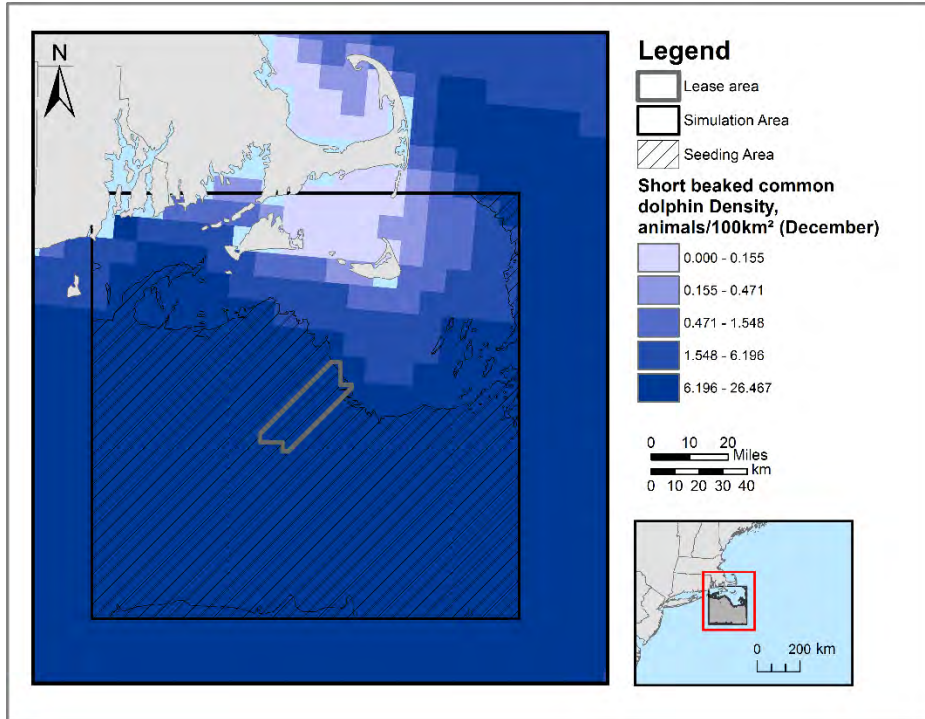 N
Legend
Lease area
Simulation Area
Seeding Area
Short beaked common
dolphin Density,
animals/100km² (December)
0.000 - 0.155
0.155 - 0.471
0.471 - 1.548
1.548 - 6.196
6.196 - 26.467
0 10 20
Miles
km
0 10 20 30 40
0 200 km